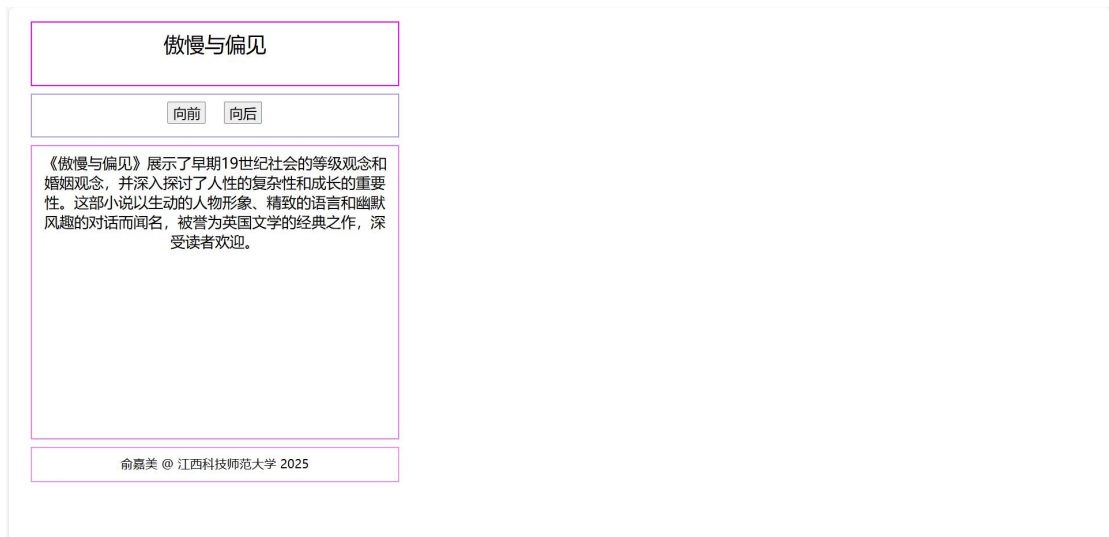 傲慢与偏见
向前 向后
《傲慢与偏见》展示了早期19世纪社会的等级观念和
婚姻观念，并深入探讨了人性的复杂性和成长的重要
性。这部小说以生动的人物形象、精致的语言和幽默
风趣的对话而闻名，被誉为英国文学的经典之作，深
受读者欢迎。
俞嘉美 @ 江西科技师范大学 2025